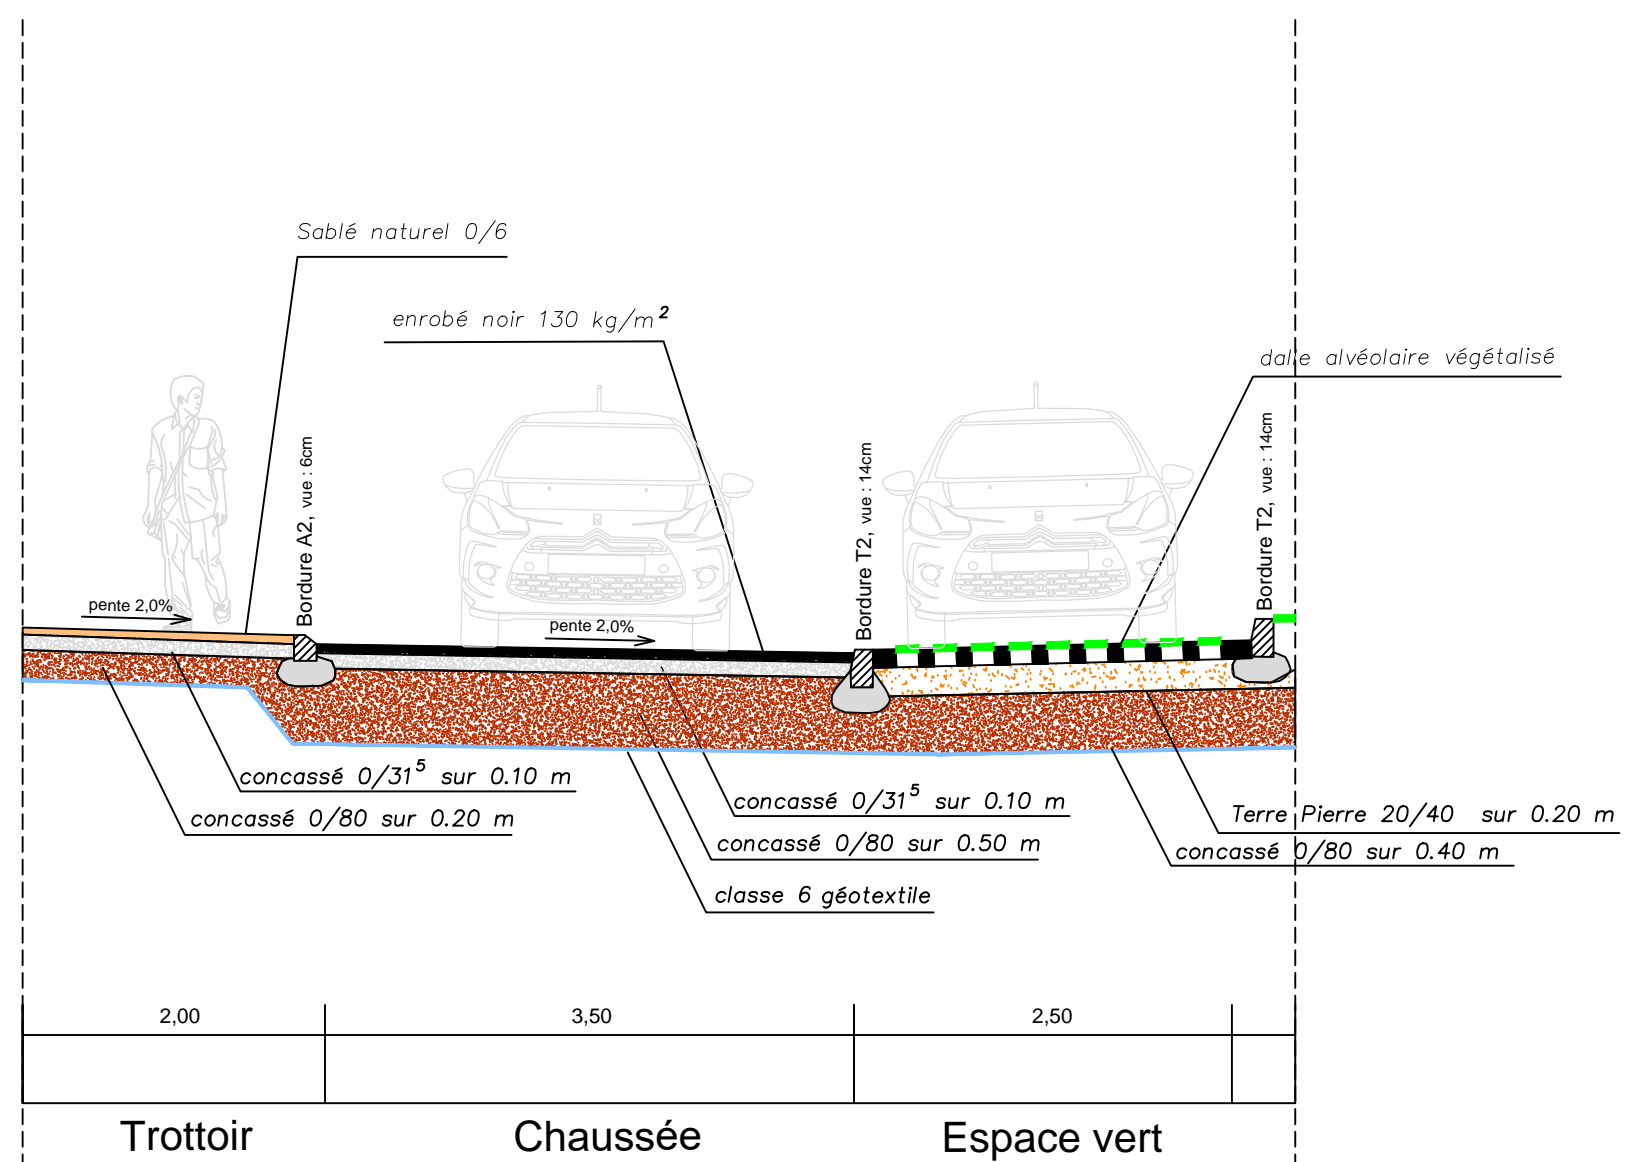 Sablé naturel 0/6
enrobé noir 130 kg/m²
dalle alvéolaire végétalisé
Bordure A2, vue : 6cm
Bordure T2, vue : 14cm
Bordure T2, vue : 14cm
pente 2,0%
pente 2,0%
concassé 0/31⁵ sur 0.10 m
concassé 0/80 sur 0.20 m
concassé 0/31⁵ sur 0.10 m
concassé 0/80 sur 0.50 m
classe 6 géotextile
Terre Pierre 20/40 sur 0.20 m
concassé 0/80 sur 0.40 m
2,00
3,50
2,50
Trottoir
Chaussée
Espace vert